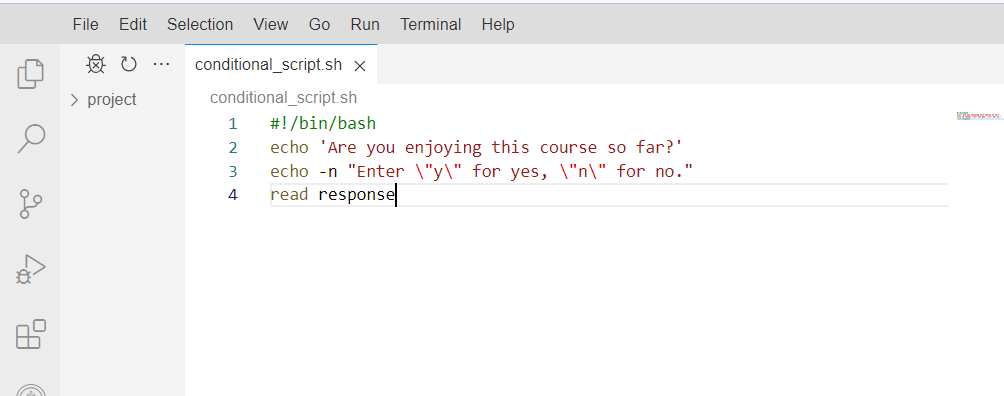 File Edit Selection View Go Run Terminal Help
conditional_script.sh
project
conditional_script.sh
1 #!/bin/bash
2 echo 'Are you enjoying this course so far?'
3 echo -n "Enter \"y\" for yes, \"n\" for no."
4 read response